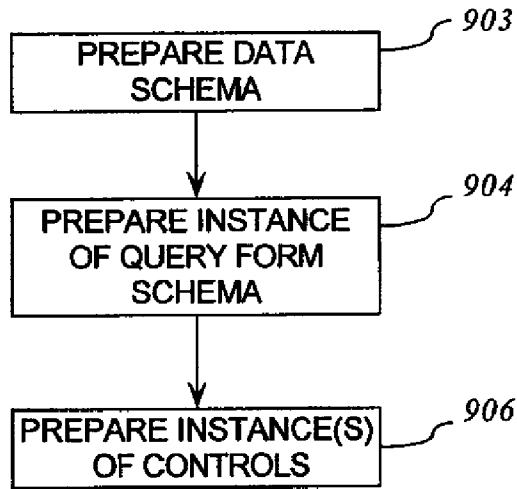 903
PREPARE DATA
SCHEMA
904
PREPARE INSTANCE
OF QUERY FORM
SCHEMA
906
PREPARE INSTANCE(S)
OF CONTROLS